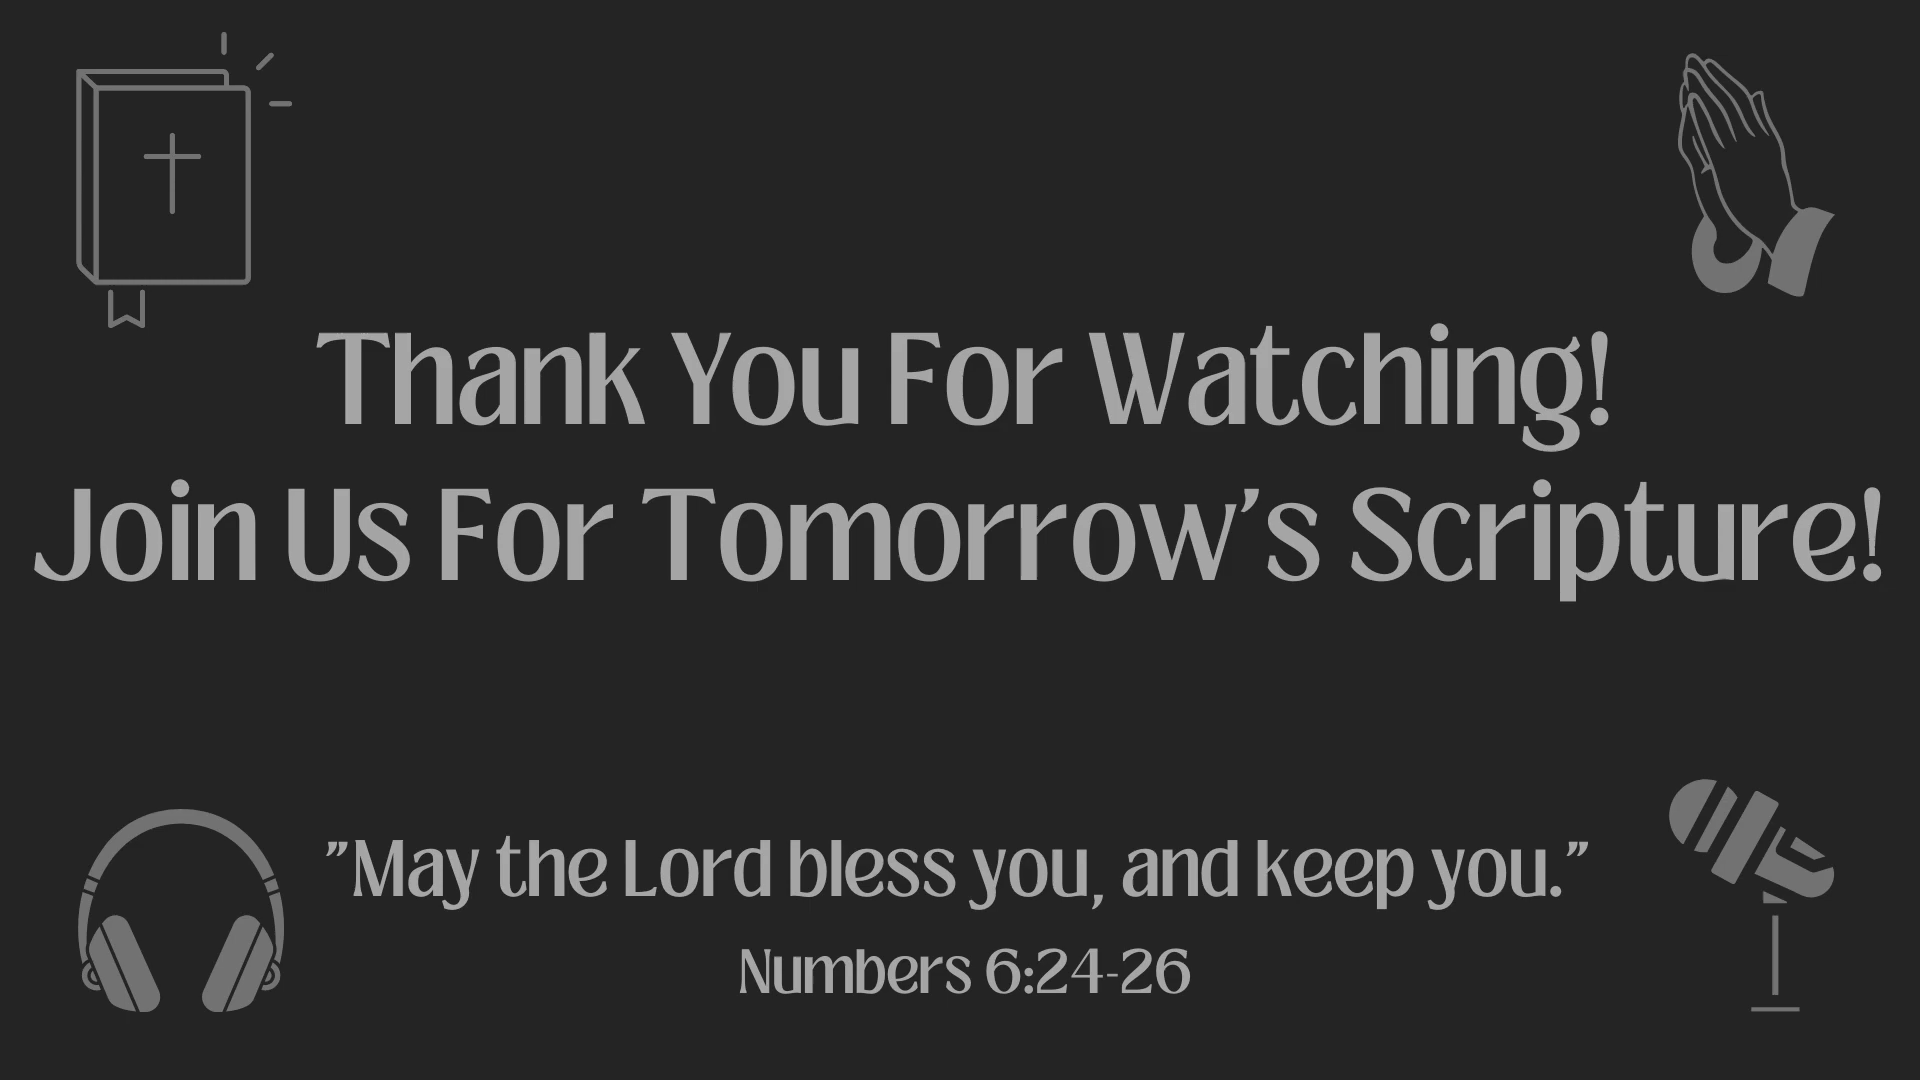 Thank You For Watching!
Join Us For Tomorrow's Scripture!
"May the Lord bless you, and keep you."
Numbers 6:24-26